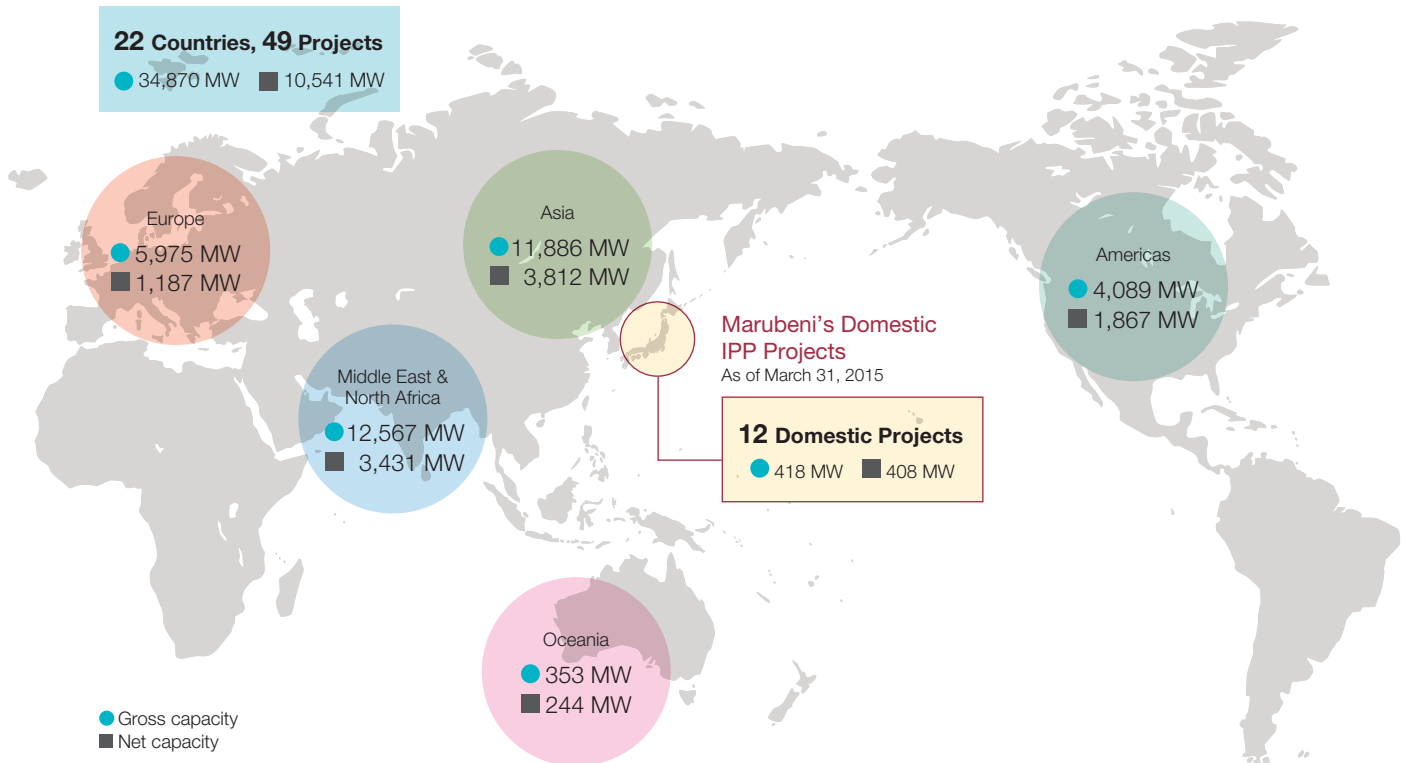 22 Countries, 49 Projects
34,870 MW 10,541 MW
Europe
5,975 MW
1,187 MW
Asia
11,886 MW
3,812 MW
Americas
4,089 MW
1,867 MW
Middle East &
North Africa
12,567 MW
3,431 MW
Marubeni's Domestic
IPP Projects
As of March 31, 2015
12 Domestic Projects
418 MW 408 MW
Oceania
353 MW
244 MW
Gross capacity
Net capacity